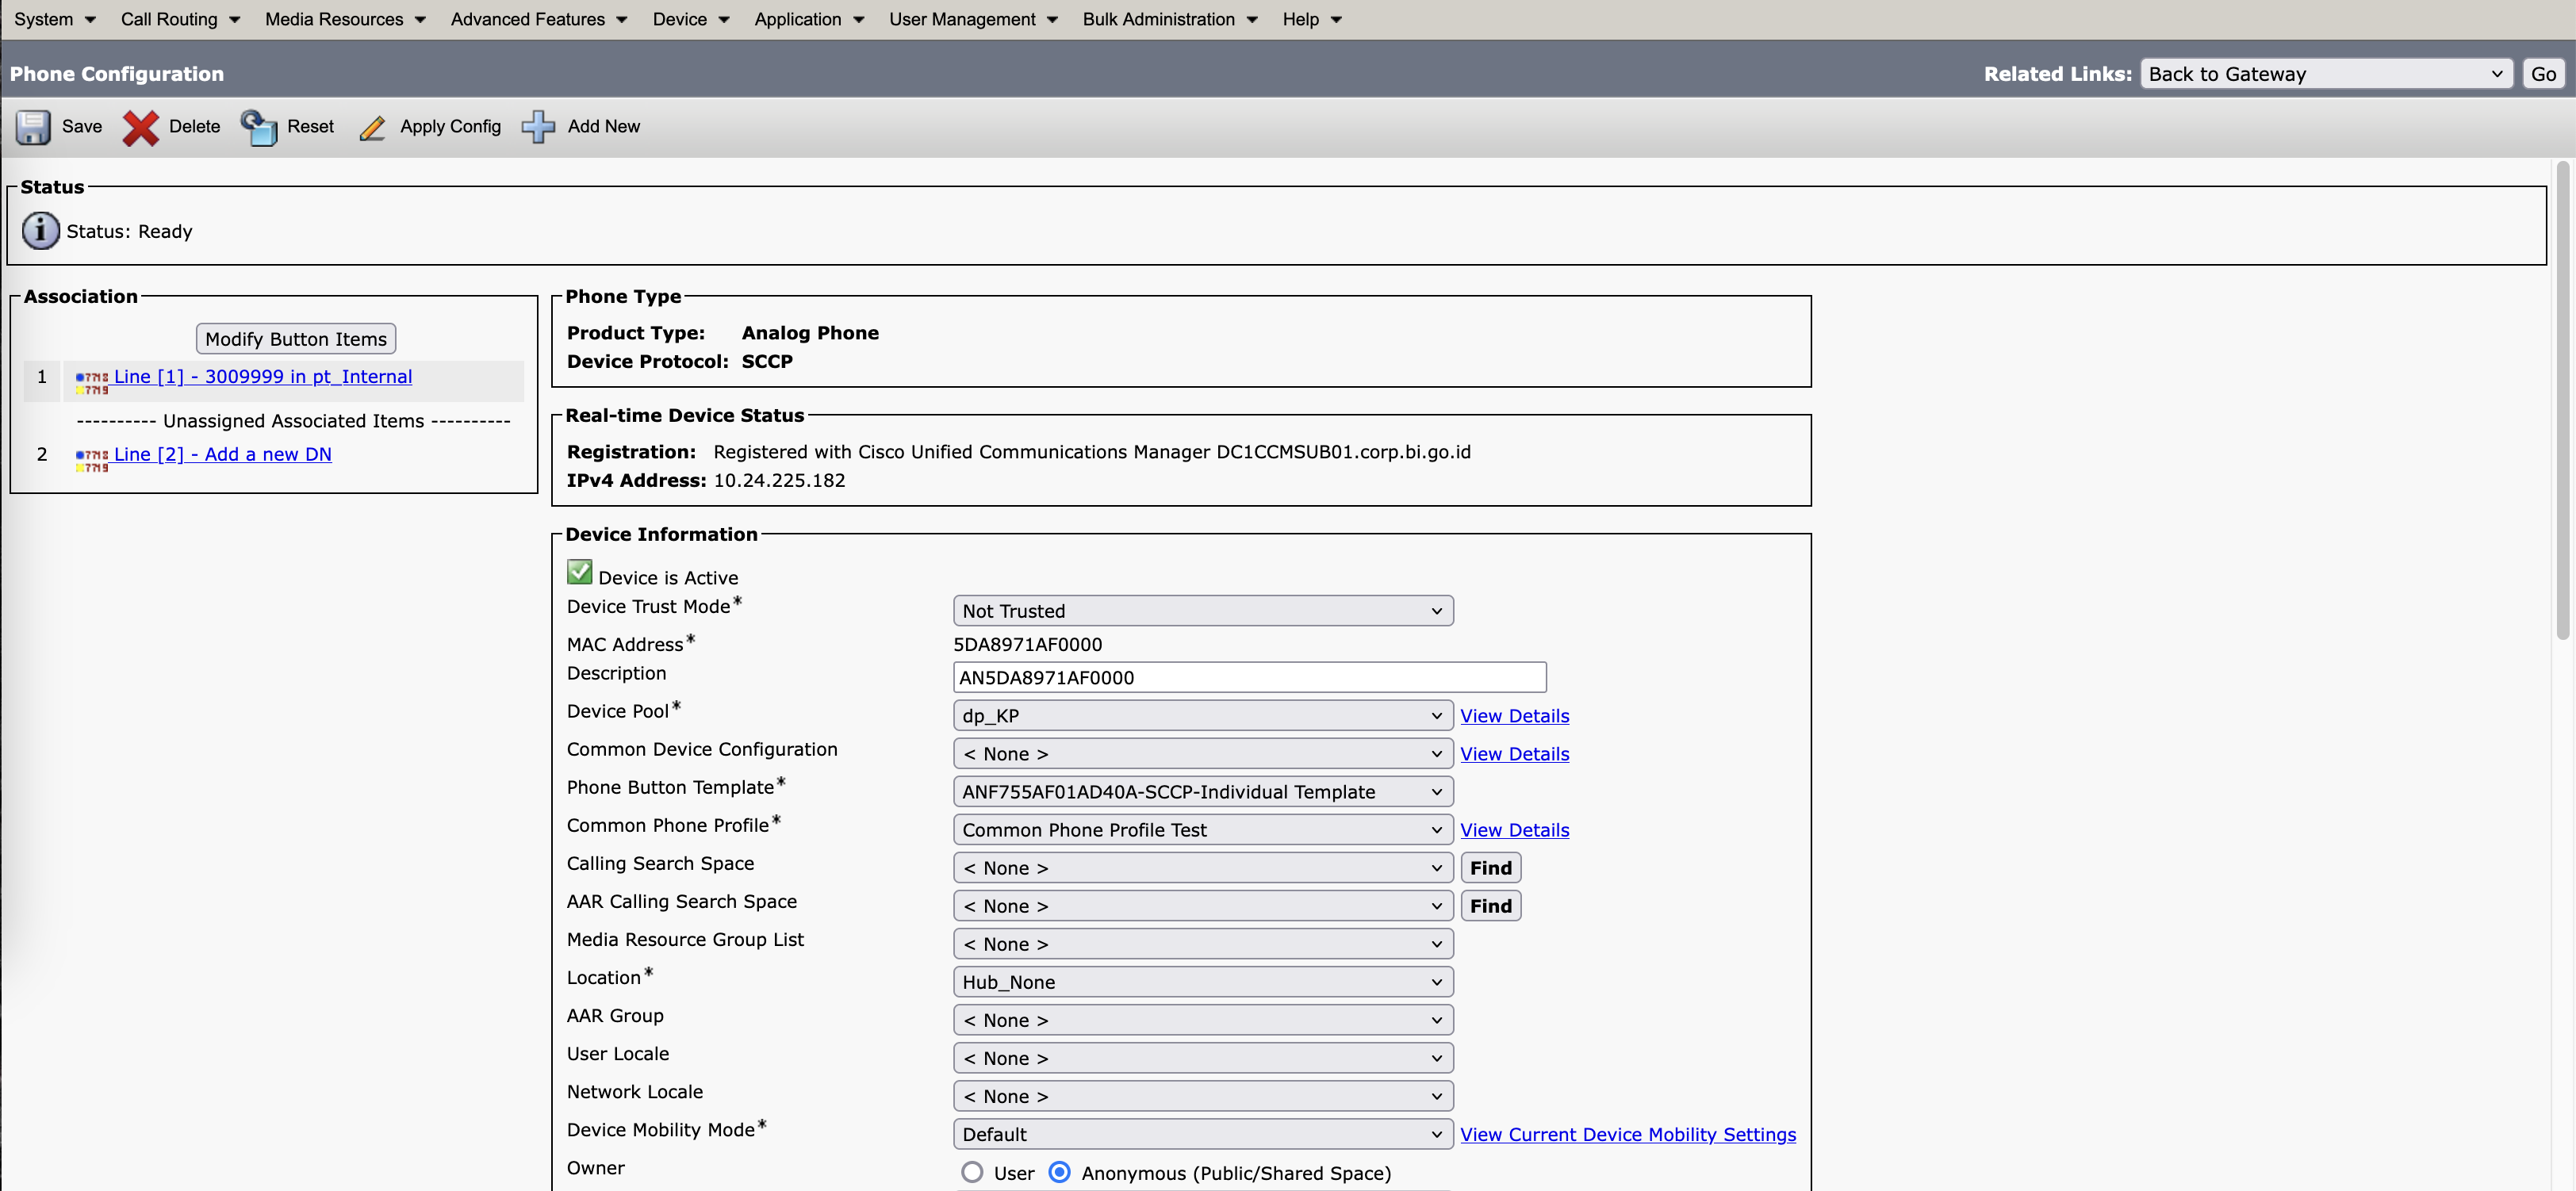 System Call Routing Media Resources Advanced Features Device Application User Management Bulk Administration Help
Phone Configuration
Related Links: Back to Gateway Go
Save Delete Reset Apply Config Add New
Status
Status: Ready
Association
Modify Button Items
1 Line [1] - 3009999 in pt_Internal
---------- Unassigned Associated Items ----------
2 Line [2] - Add a new DN
Phone Type
Product Type: Analog Phone
Device Protocol: SCCP
Real-time Device Status
Registration: Registered with Cisco Unified Communications Manager DC1CCMSUB01.corp.bi.go.id
IPv4 Address: 10.24.225.182
Device Information
Device is Active
Device Trust Mode* Not Trusted
MAC Address* 5DA8971AF0000
Description AN5DA8971AF0000
Device Pool* dp_KP View Details
Common Device Configuration < None > View Details
Phone Button Template* ANF755AF01AD40A-SCCP-Individual Template
Common Phone Profile* Common Phone Profile Test View Details
Calling Search Space < None > Find
AAR Calling Search Space < None > Find
Media Resource Group List < None >
Location* Hub_None
AAR Group < None >
User Locale < None >
Network Locale < None >
Device Mobility Mode* Default View Current Device Mobility Settings
Owner User Anonymous (Public/Shared Space)